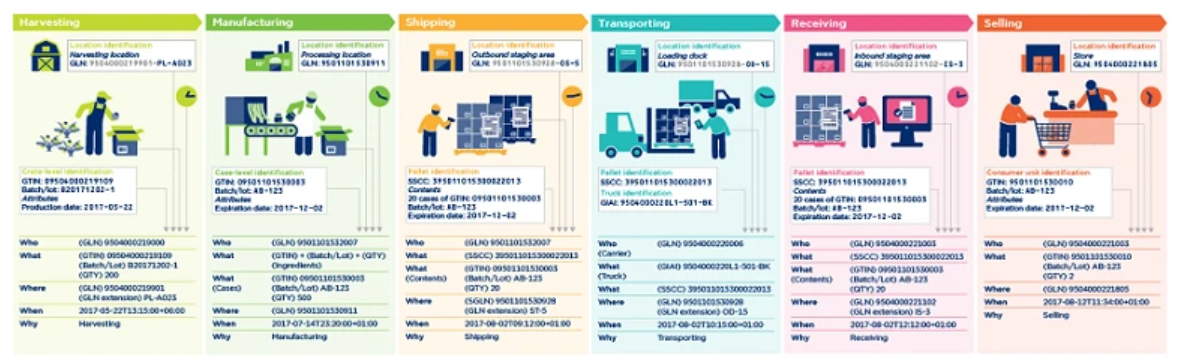 Harvesting
Location identification
Harvesting location
GLN: 9504000219901-PL-A023
Crate-level identification
GTIN: 09504000219109
Batch/lot: B20171202-1
Attributes
Production date: 2017-05-22
Who (GLN) 9504000219000
What (GTIN) 09504000219109
(Batch/Lot) B20171202-1
(QTY) 200
Where (GLN) 9504000219901
(GLN extension) PL-A023
When 2017-05-22T13:15:00+06:00
Why Harvesting
Manufacturing
Location identification
Processing location
GLN: 9501101530911
Case-level identification
GTIN: 09501101530003
Batch/lot: AB-123
Attributes
Expiration date: 2017-12-02
Who (GLN) 9501101532007
What (GTIN) + (Batch/Lot) + (QTY)
(Ingredients)
What (GTIN) 09501101530003
(Cases) (Batch/Lot) AB-123
(QTY) 500
Where (GLN) 9501101530911
When 2017-07-14T23:20:00+01:00
Why Manufacturing
Shipping
Location identification
Outbound staging area
GLN: 9501101530928-OS-5
Pallet identification
SSCC: 395011015300022013
Contents
20 cases of GTIN: 09501101530003
Batch/lot: AB-123
Expiration date: 2017-12-02
Who (GLN) 9501101532007
What (SSCC) 395011015300022013
What (GTIN) 09501101530003
(Contents) (Batch/Lot) AB-123
(QTY) 20
Where (SGLN) 9501101530928
(GLN extension) ST-5
When 2017-08-02T09:12:00+01:00
Why Shipping
Transporting
Location identification
Loading dock
GLN: 9501101530928-OS-15
Pallet identification
SSCC: 395011015300022013
Truck identification
GIAI: 9504000220L1-501-BK
Who (GLN) 9504000220006
(Carrier)
What (GIAI) 9504000220L1-501-BK
(Truck)
What (SSCC) 395011015300022013
Where (GLN) 9501101530928
(GLN extension) OD-15
When 2017-08-02T10:15:00+01:00
Why Transporting
Receiving
Location identification
Inbound staging area
GLN: 9504000221102-IS-3
Pallet identification
SSCC: 395011015300022013
Contents
20 cases of GTIN: 09501101530003
Batch/lot: AB-123
Expiration date: 2017-12-02
Who (GLN) 9504000221003
What (SSCC) 395011015300022013
What (GTIN) 09501101530003
(Contents) (Batch/Lot) AB-123
(QTY) 20
Where (GLN) 9504000221102
(GLN extension) IS-3
When 2017-08-02T12:12:00+01:00
Why Receiving
Selling
Location identification
Store
GLN: 9504000221805
Consumer unit identification
GTIN: 9501101530010
Batch/lot: AB-123
Expiration date: 2017-12-02
Who (GLN) 9504000221003
What (GTIN) 9501101530010
(Batch/Lot) AB-123
(QTY) 2
Where (GLN) 9504000221805
When 2017-08-12T11:34:00+01:00
Why Selling